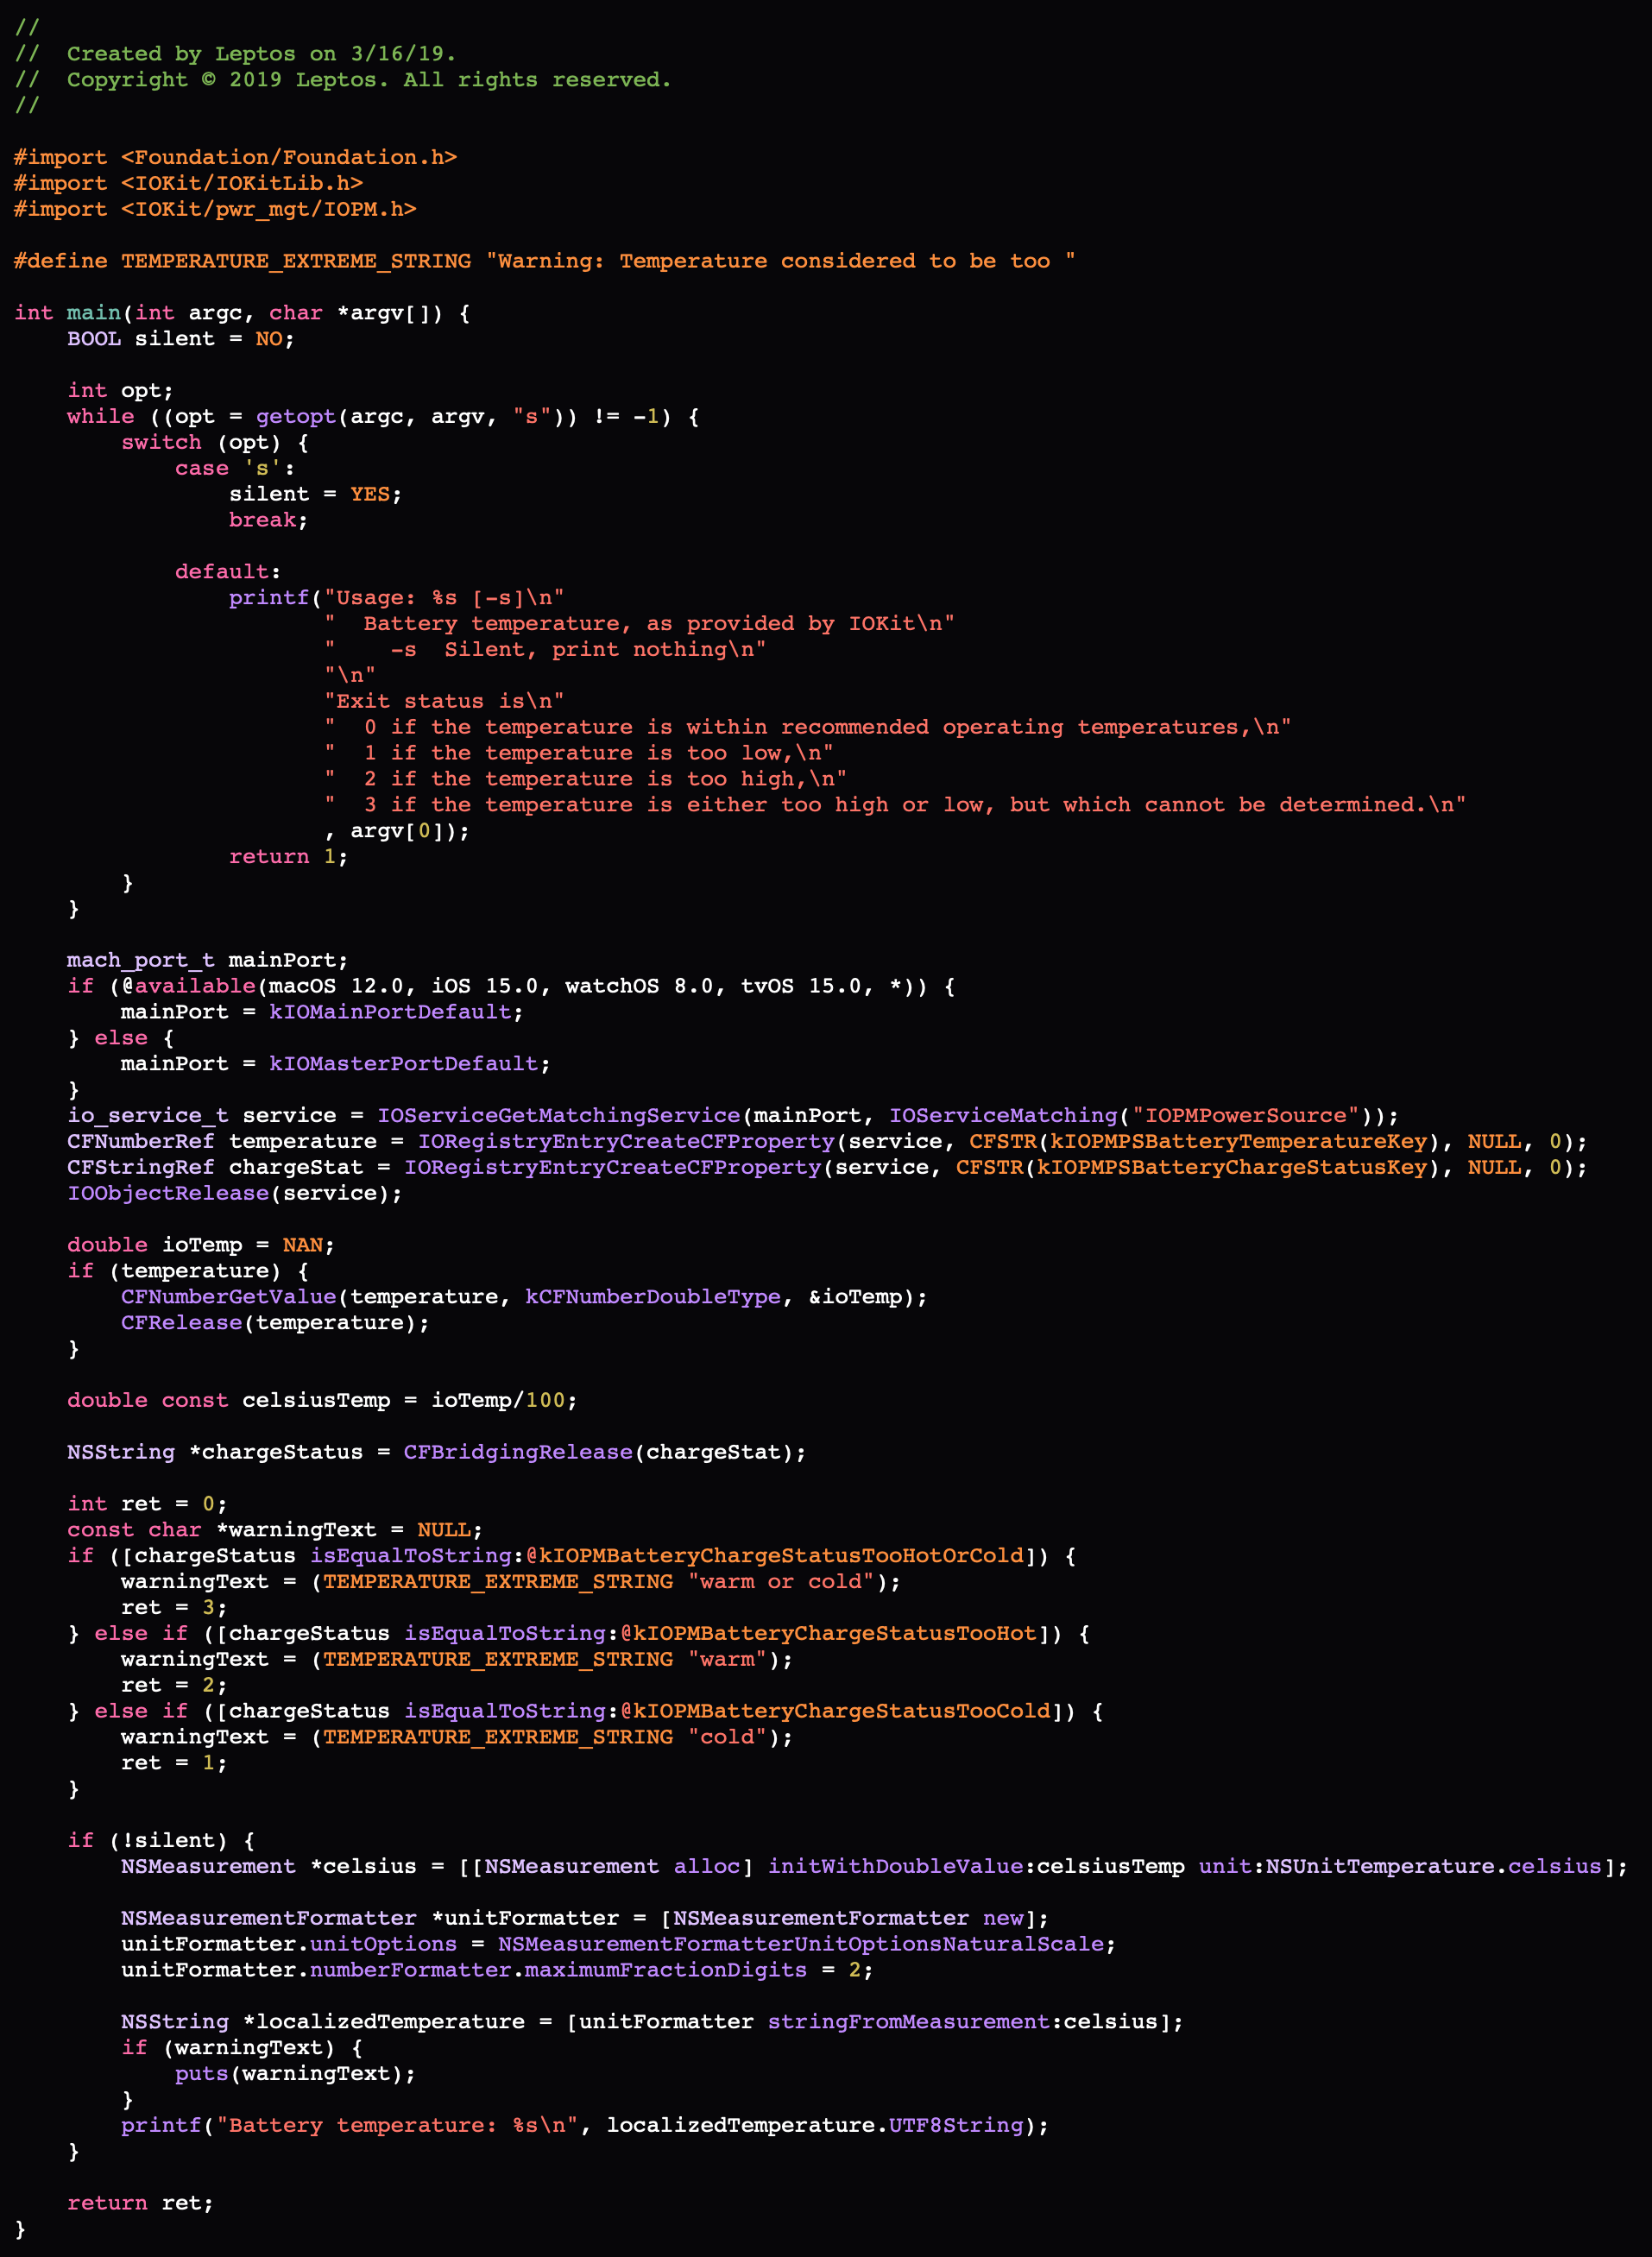 //
//  Created by Leptos on 3/16/19.
//  Copyright © 2019 Leptos. All rights reserved.
//

#import <Foundation/Foundation.h>
#import <IOKit/IOKitLib.h>
#import <IOKit/pwr_mgt/IOPM.h>

#define TEMPERATURE_EXTREME_STRING "Warning: Temperature considered to be too "

int main(int argc, char *argv[]) {
    BOOL silent = NO;

    int opt;
    while ((opt = getopt(argc, argv, "s")) != -1) {
        switch (opt) {
            case 's':
                silent = YES;
                break;

            default:
                printf("Usage: %s [-s]\n"
                       "  Battery temperature, as provided by IOKit\n"
                       "    -s  Silent, print nothing\n"
                       "\n"
                       "Exit status is\n"
                       "  0 if the temperature is within recommended operating temperatures,\n"
                       "  1 if the temperature is too low,\n"
                       "  2 if the temperature is too high,\n"
                       "  3 if the temperature is either too high or low, but which cannot be determined.\n"
                       , argv[0]);
                return 1;
        }
    }

    mach_port_t mainPort;
    if (@available(macOS 12.0, iOS 15.0, watchOS 8.0, tvOS 15.0, *)) {
        mainPort = kIOMainPortDefault;
    } else {
        mainPort = kIOMasterPortDefault;
    }
    io_service_t service = IOServiceGetMatchingService(mainPort, IOServiceMatching("IOPMPowerSource"));
    CFNumberRef temperature = IORegistryEntryCreateCFProperty(service, CFSTR(kIOPMPSBatteryTemperatureKey), NULL, 0);
    CFStringRef chargeStat = IORegistryEntryCreateCFProperty(service, CFSTR(kIOPMPSBatteryChargeStatusKey), NULL, 0);
    IOObjectRelease(service);

    double ioTemp = NAN;
    if (temperature) {
        CFNumberGetValue(temperature, kCFNumberDoubleType, &ioTemp);
        CFRelease(temperature);
    }

    double const celsiusTemp = ioTemp/100;

    NSString *chargeStatus = CFBridgingRelease(chargeStat);

    int ret = 0;
    const char *warningText = NULL;
    if ([chargeStatus isEqualToString:@kIOPMBatteryChargeStatusTooHotOrCold]) {
        warningText = (TEMPERATURE_EXTREME_STRING "warm or cold");
        ret = 3;
    } else if ([chargeStatus isEqualToString:@kIOPMBatteryChargeStatusTooHot]) {
        warningText = (TEMPERATURE_EXTREME_STRING "warm");
        ret = 2;
    } else if ([chargeStatus isEqualToString:@kIOPMBatteryChargeStatusTooCold]) {
        warningText = (TEMPERATURE_EXTREME_STRING "cold");
        ret = 1;
    }

    if (!silent) {
        NSMeasurement *celsius = [[NSMeasurement alloc] initWithDoubleValue:celsiusTemp unit:NSUnitTemperature.celsius];

        NSMeasurementFormatter *unitFormatter = [NSMeasurementFormatter new];
        unitFormatter.unitOptions = NSMeasurementFormatterUnitOptionsNaturalScale;
        unitFormatter.numberFormatter.maximumFractionDigits = 2;

        NSString *localizedTemperature = [unitFormatter stringFromMeasurement:celsius];
        if (warningText) {
            puts(warningText);
        }
        printf("Battery temperature: %s\n", localizedTemperature.UTF8String);
    }

    return ret;
}